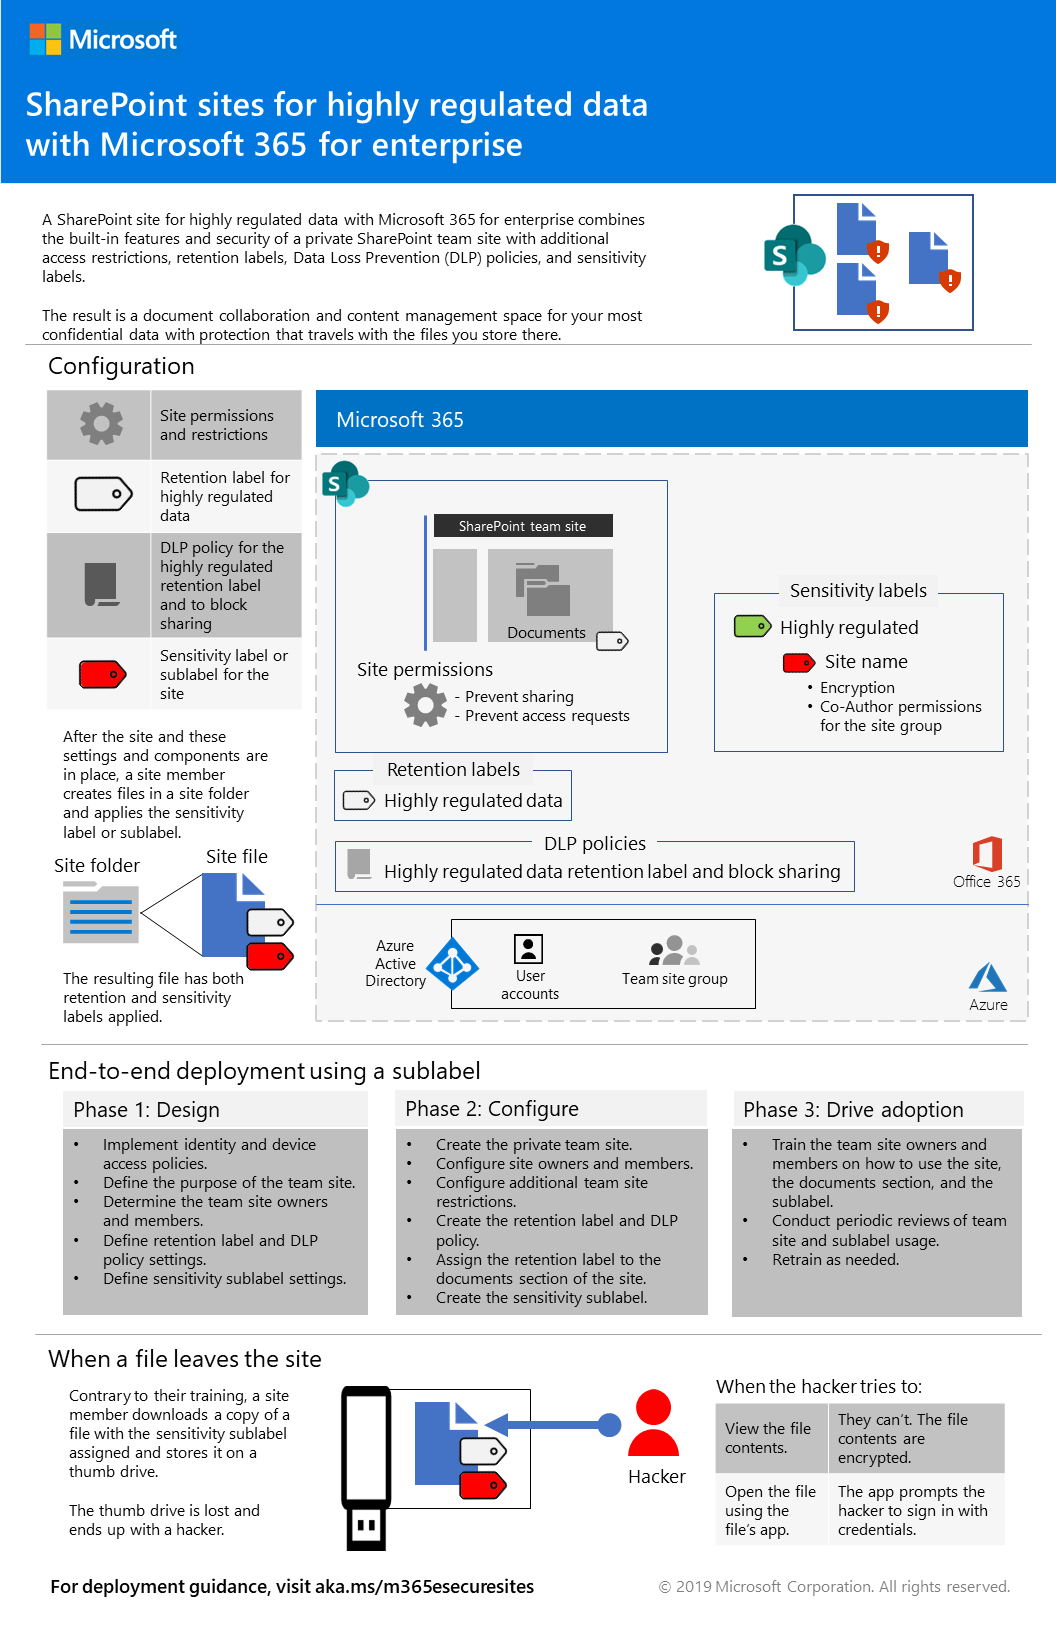 Microsoft
SharePoint sites for highly regulated data
with Microsoft 365 for enterprise
A SharePoint site for highly regulated data with Microsoft 365 for enterprise combines
the built-in features and security of a private SharePoint team site with additional
access restrictions, retention labels, Data Loss Prevention (DLP) policies, and sensitivity
labels.
The result is a document collaboration and content management space for your most
confidential data with protection that travels with the files you store there.
S
Configuration
Site permissions
and restrictions
Retention label for
highly regulated
data
DLP policy for the
highly regulated
retention label
and to block
sharing
Sensitivity label or
sublabel for the
site
After the site and these
settings and components are
in place, a site member
creates files in a site folder
and applies the sensitivity
label or sublabel.
Site folder
Site file
The resulting file has both
retention and sensitivity
labels applied.
Microsoft 365
S
SharePoint team site
Documents
Site permissions
- Prevent sharing
- Prevent access requests
Sensitivity labels
Highly regulated
Site name
• Encryption
• Co-Author permissions
for the site group
Retention labels
Highly regulated data
DLP policies
Highly regulated data retention label and block sharing
Office 365
Azure
Active
Directory
User
accounts
Team site group
Azure
End-to-end deployment using a sublabel
Phase 1: Design
• Implement identity and device
access policies.
• Define the purpose of the team site.
• Determine the team site owners
and members.
• Define retention label and DLP
policy settings.
• Define sensitivity sublabel settings.
Phase 2: Configure
• Create the private team site.
• Configure site owners and members.
• Configure additional team site
restrictions.
• Create the retention label and DLP
policy.
• Assign the retention label to the
documents section of the site.
• Create the sensitivity sublabel.
Phase 3: Drive adoption
• Train the team site owners and
members on how to use the site,
the documents section, and the
sublabel.
• Conduct periodic reviews of team
site and sublabel usage.
• Retrain as needed.
When a file leaves the site
Contrary to their training, a site
member downloads a copy of a
file with the sensitivity sublabel
assigned and stores it on a
thumb drive.
The thumb drive is lost and
ends up with a hacker.
Hacker
When the hacker tries to:
View the file
contents.
They can't. The file
contents are
encrypted.
Open the file
using the
file's app.
The app prompts the
hacker to sign in with
credentials.
For deployment guidance, visit aka.ms/m365esecuresites
© 2019 Microsoft Corporation. All rights reserved.